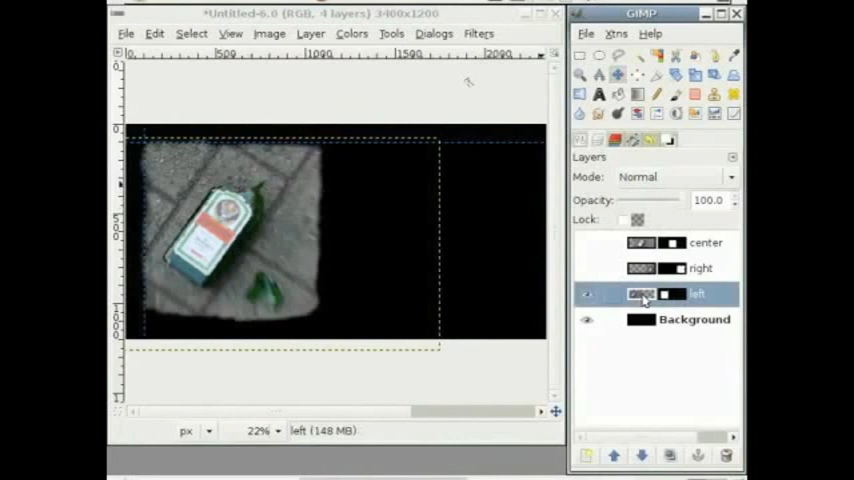 *Untitled-6.0 (RGB, 4 layers) 3400x1200
GIMP
File Edit Select View Image Layer Colors Tools Dialogs Filters
File Xtns Help
0 500 1000 1500 2000
Layers
Mode: Normal
Opacity: 100.0
Lock:
center
right
left
Background
px 22% left (148 MB)